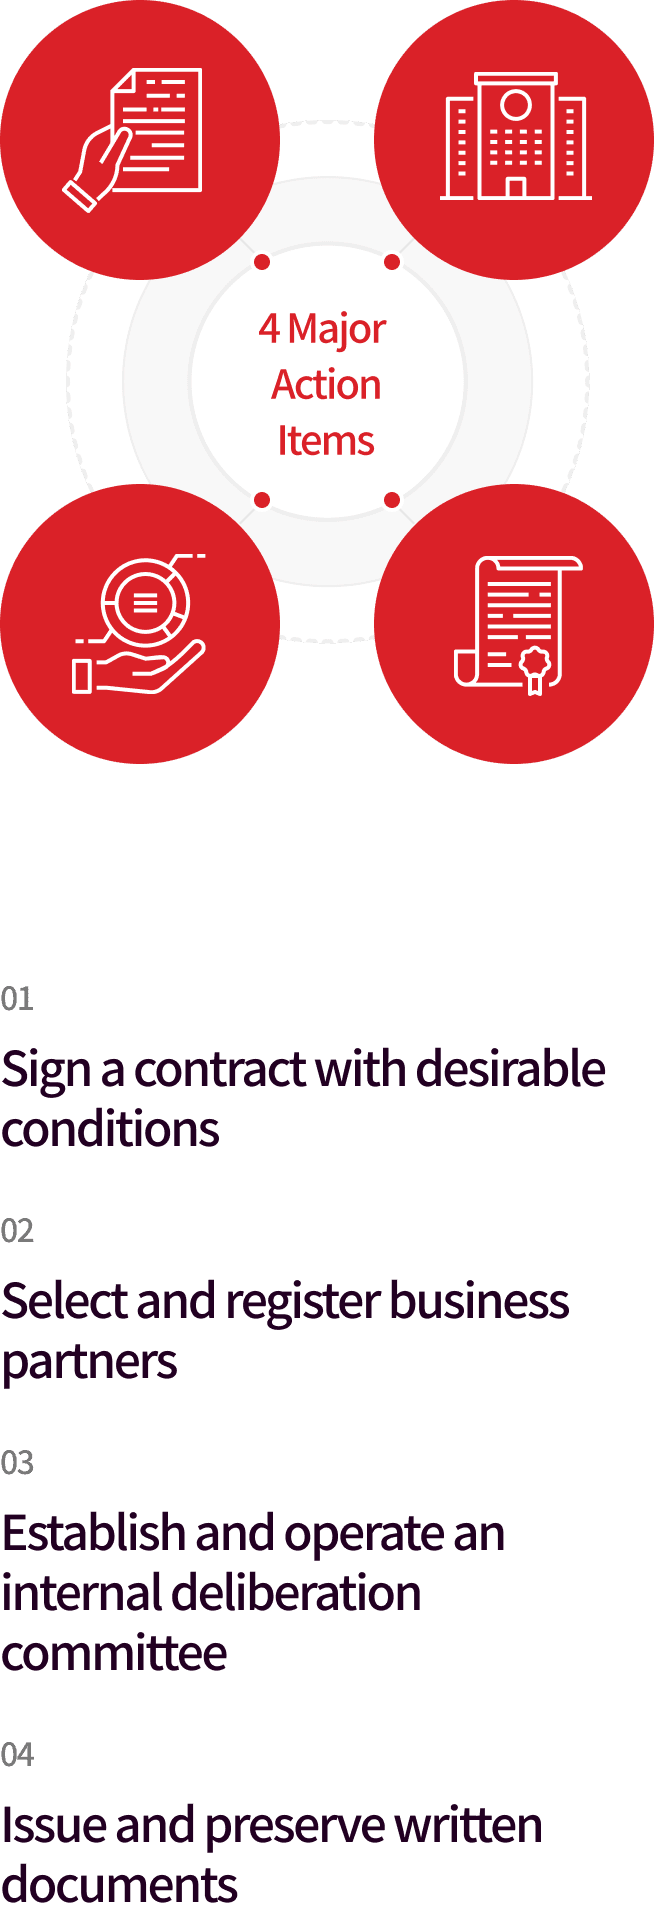 4 Major
Action
Items
01
Sign a contract with desirable
conditions
02
Select and register business
partners
03
Establish and operate an
internal deliberation
committee
04
Issue and preserve written
documents